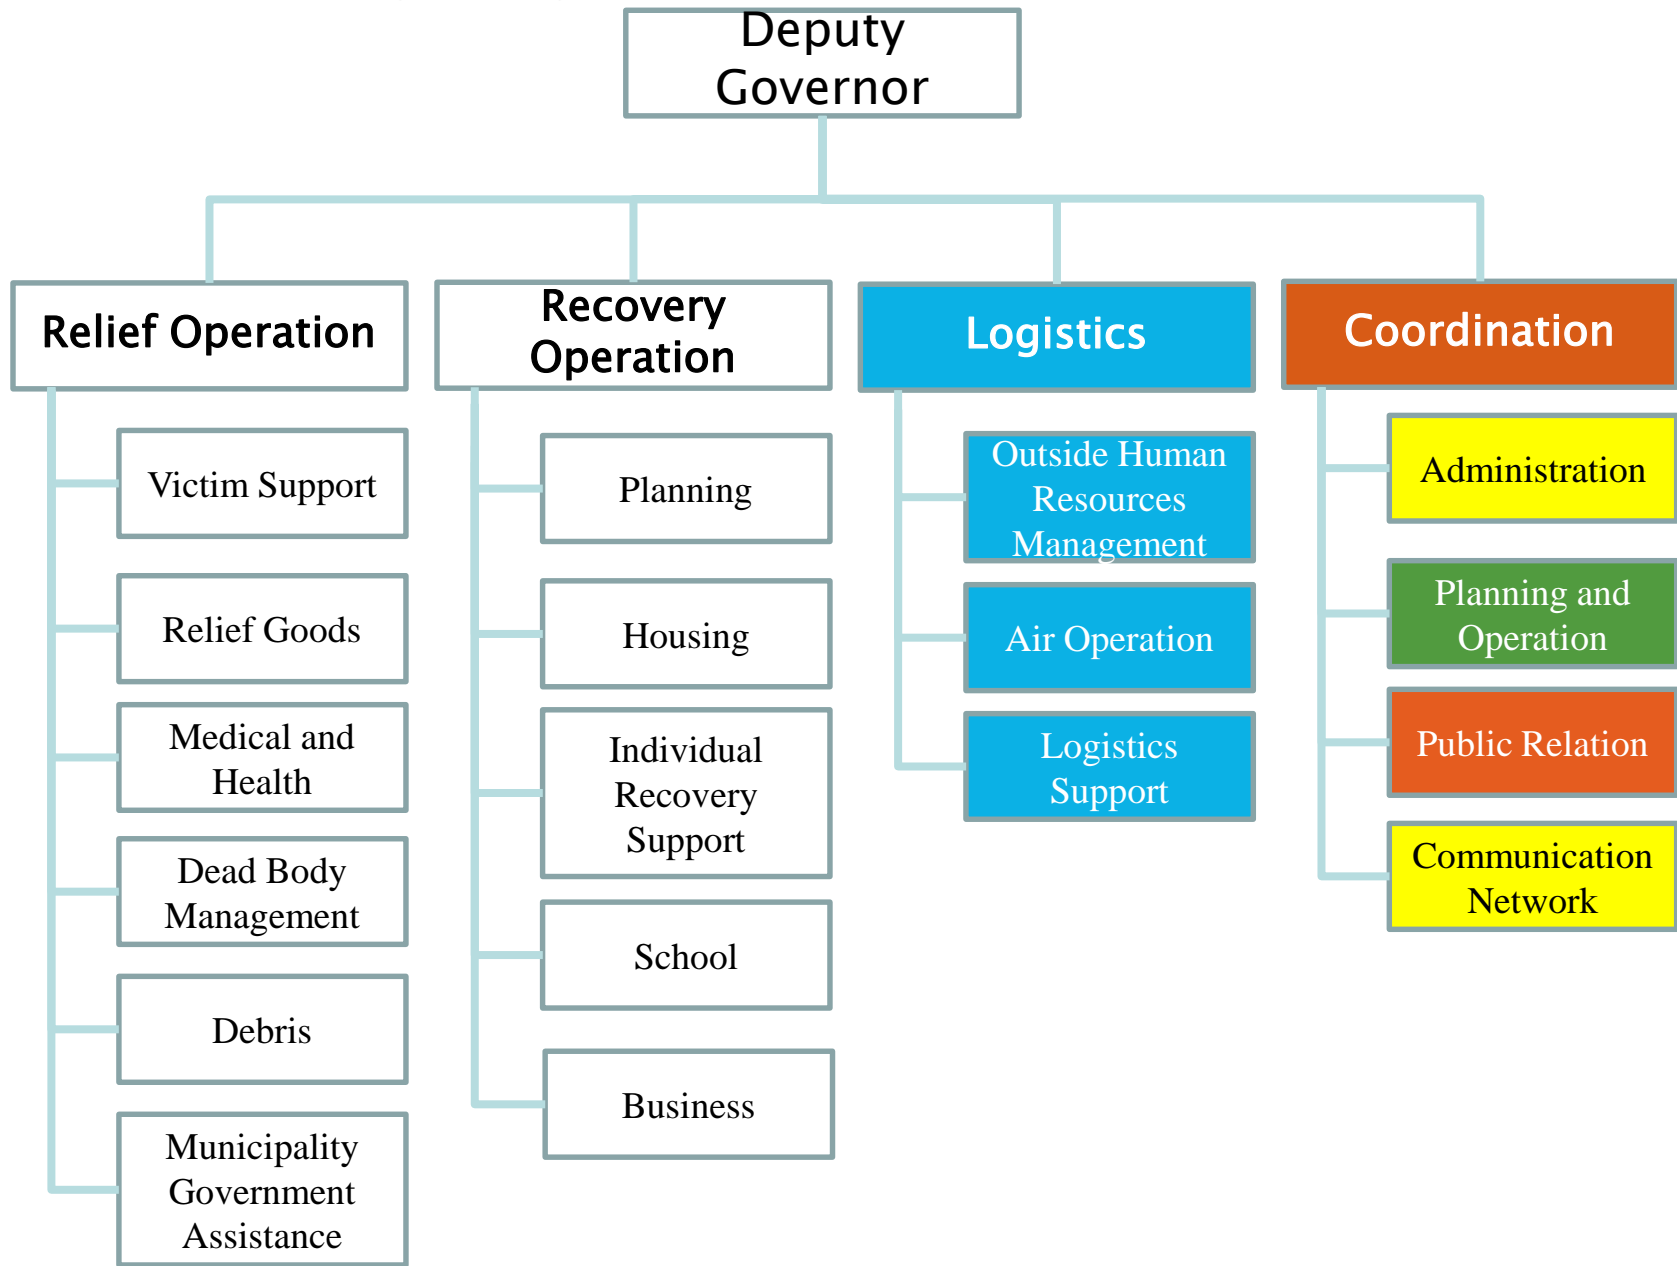 Deputy
Governor
Relief Operation
Victim Support
Relief Goods
Medical and
Health
Dead Body
Management
Debris
Municipality
Government
Assistance
Recovery
Operation
Planning
Housing
Individual
Recovery
Support
School
Business
Logistics
Outside Human
Resources
Management
Air Operation
Logistics
Support
Coordination
Administration
Planning and
Operation
Public Relation
Communication
Network